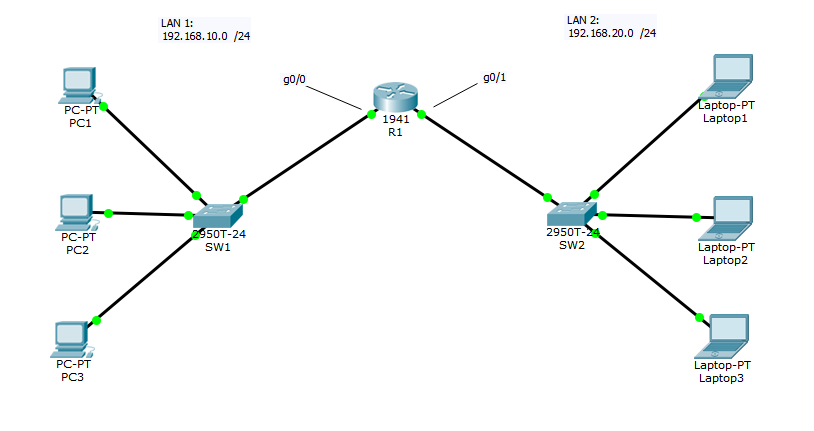 LAN 1:
192.168.10.0 /24
LAN 2:
192.168.20.0 /24
g0/0
g0/1
1941
R1
PC-PT
PC1
PC-PT
PC2
PC-PT
PC3
2950T-24
SW1
2950T-24
SW2
Laptop-PT
Laptop1
Laptop-PT
Laptop2
Laptop-PT
Laptop3